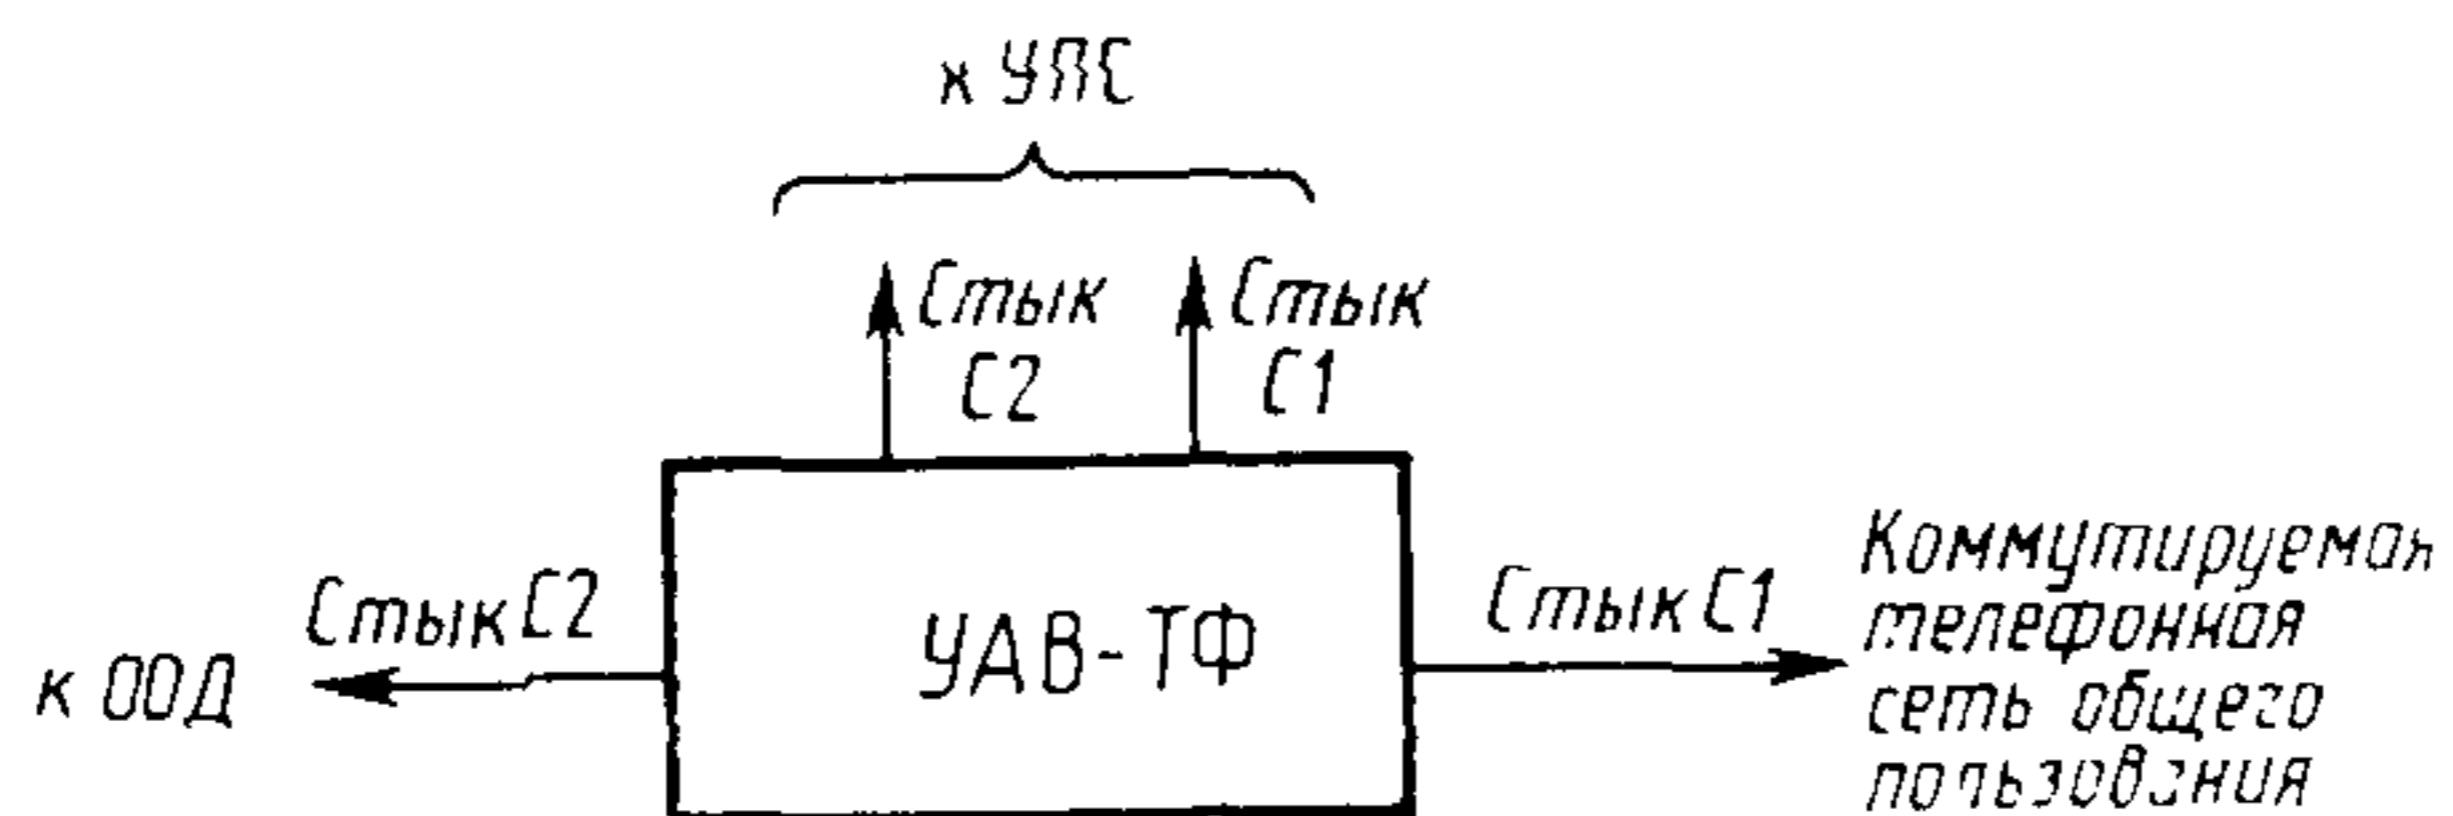 к УПС
Стык
С2
Стык
С1
Стык С2
к ООД
УАВ-ТФ
Стык С1
Коммутируемая
телефонная
сеть общего
пользования